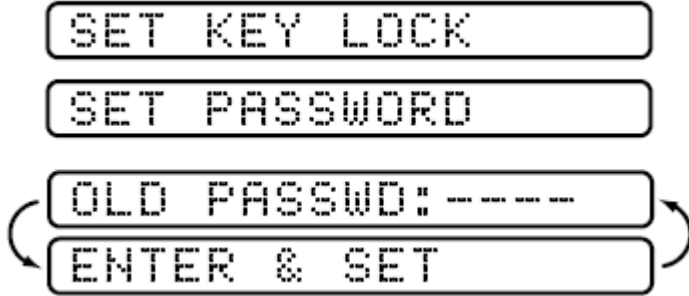 SET KEY LOCK
SET PASSWORD
OLD PASSWD:----
ENTER & SET